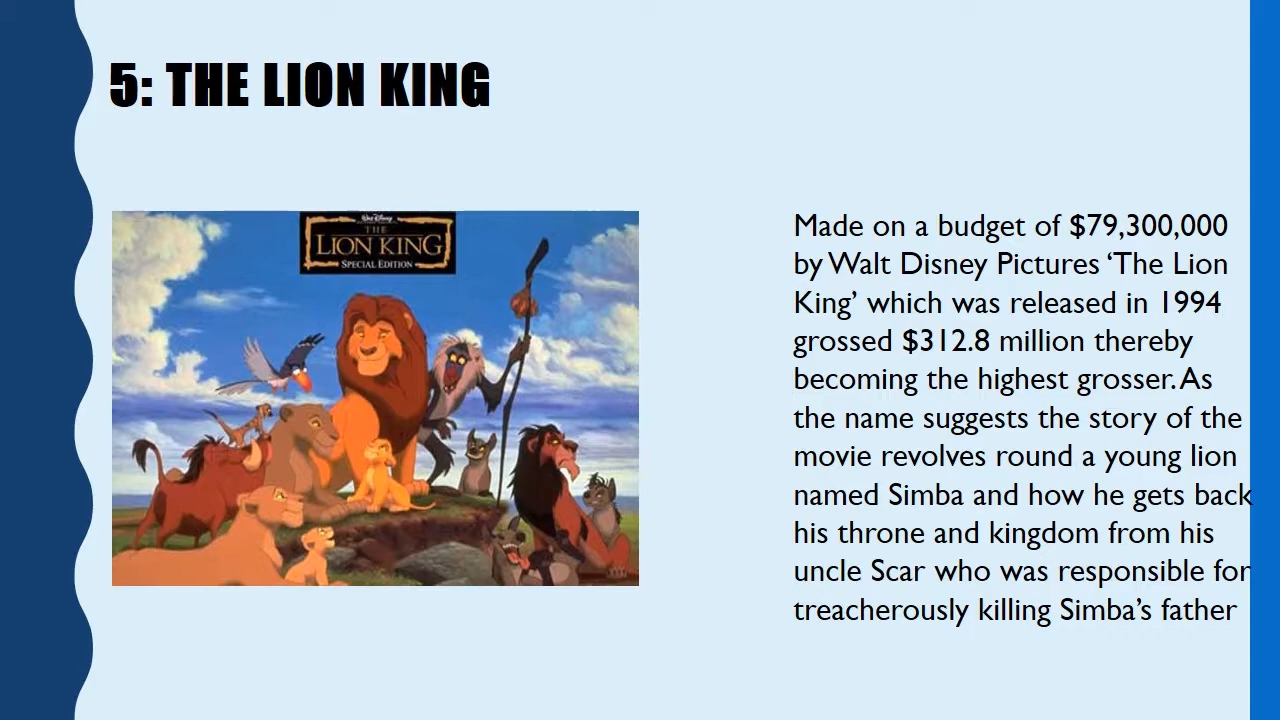 5: THE LION KING
Walt Disney
THE
LION KING
SPECIAL EDITION
Made on a budget of $79,300,000
by Walt Disney Pictures ‘The Lion
King’ which was released in 1994
grossed $312.8 million thereby
becoming the highest grosser. As
the name suggests the story of the
movie revolves round a young lion
named Simba and how he gets back
his throne and kingdom from his
uncle Scar who was responsible for
treacherously killing Simba’s father